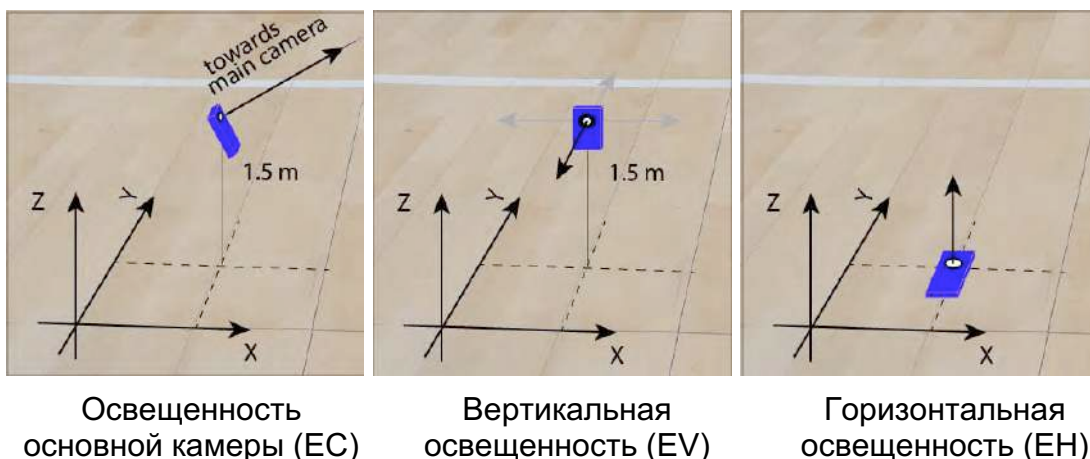 towards
main camera
1.5 m
Z
Y
X
1.5 m
Z
Y
X
Z
Y
X
Освещенность
основной камеры (EC)
Вертикальная
освещенность (EV)
Горизонтальная
освещенность (EH)